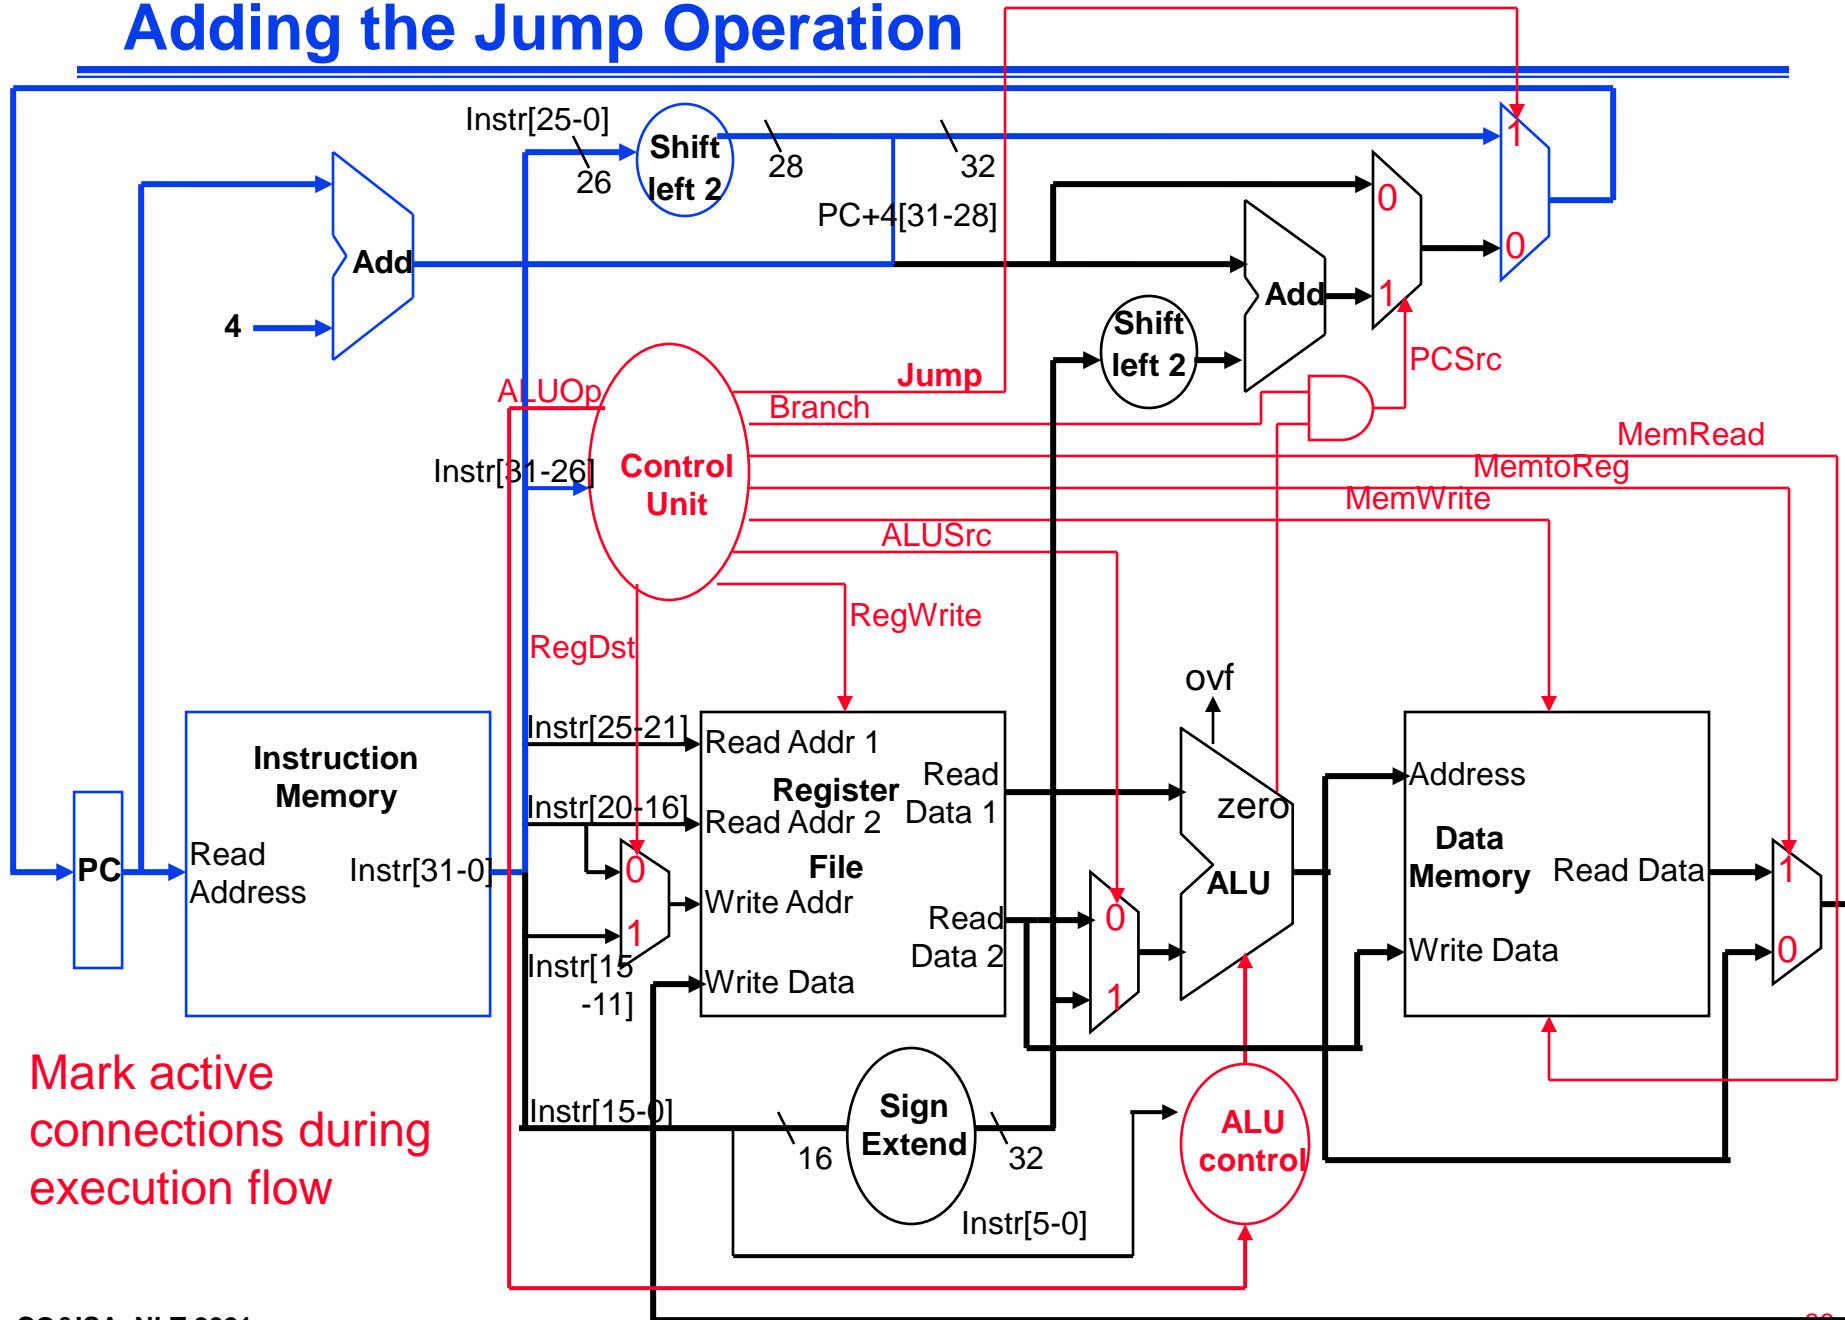 Adding the Jump Operation
Instr[25-0]
26
Shift
left 2
28
32
PC+4[31-28]
1
0
0
1
Add
4
Add
Shift
left 2
PCSrc
ALUOp
Jump
Branch
MemRead
MemtoReg
MemWrite
Instr[31-26]
Control
Unit
ALUSrc
RegWrite
RegDst
ovf
Instruction
Memory
PC
Read
Address
Instr[31-0]
Instr[25-21]
Instr[20-16]
0
1
Instr[15
-11]
Read Addr 1
Register
Read Addr 2
File
Write Addr
Write Data
Read
Data 1
Read
Data 2
0
1
zero
ALU
Address
Data
Memory
Read Data
Write Data
1
0
Mark active
connections during
execution flow
Instr[15-0]
16
Sign
Extend
32
ALU
control
Instr[5-0]